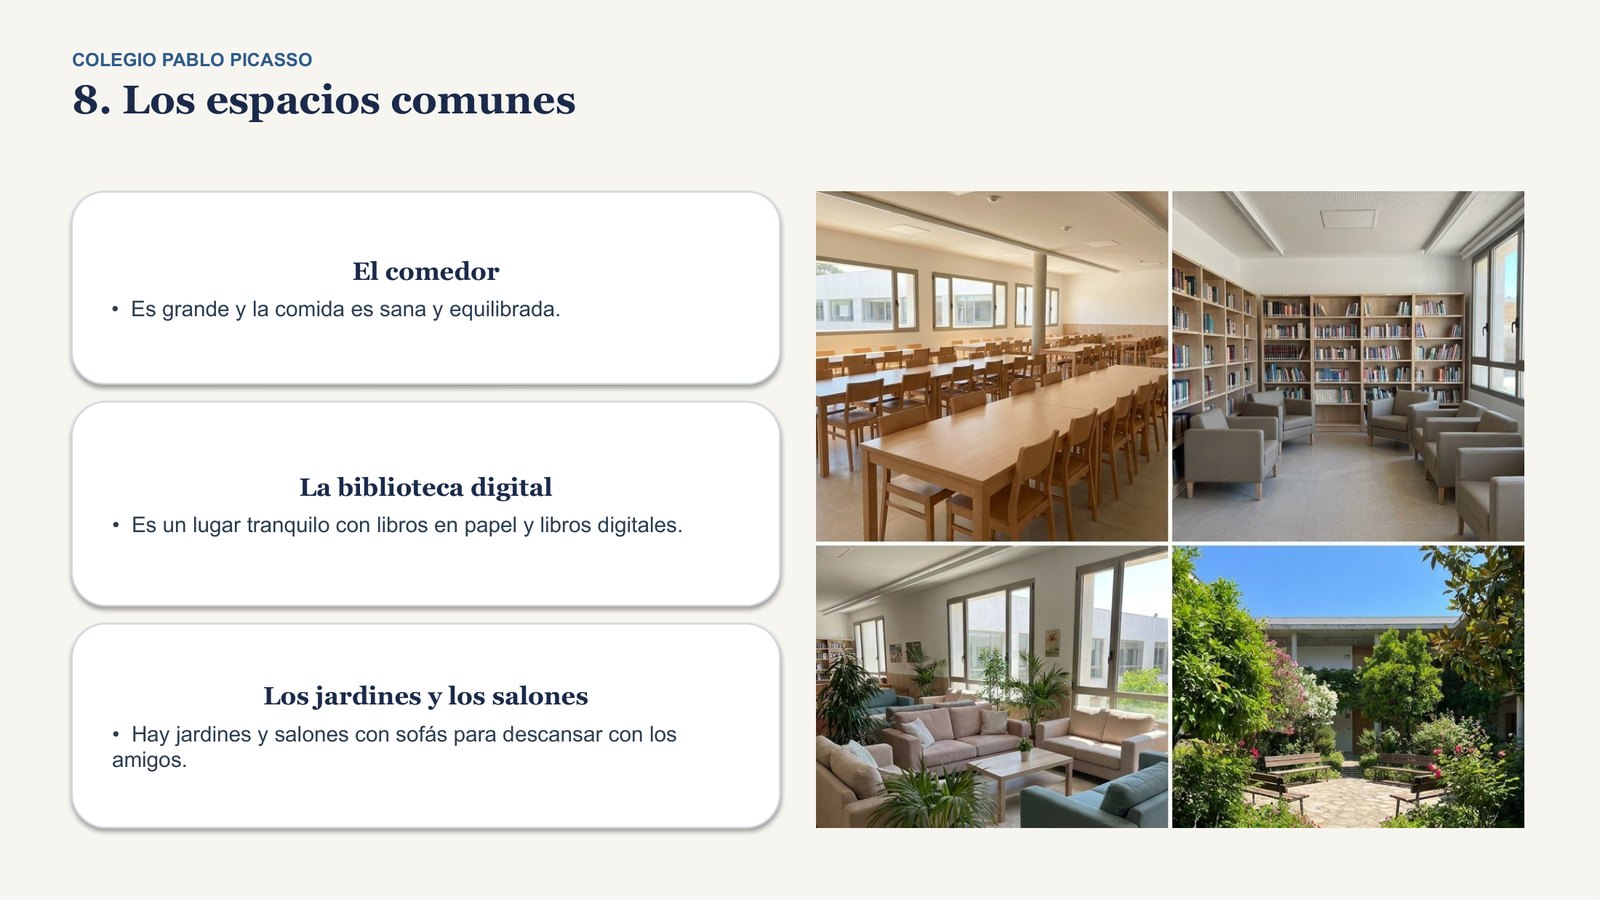 COLEGIO PABLO PICASSO
8. Los espacios comunes
El comedor
• Es grande y la comida es sana y equilibrada.
La biblioteca digital
• Es un lugar tranquilo con libros en papel y libros digitales.
Los jardines y los salones
• Hay jardines y salones con sofás para descansar con los
amigos.